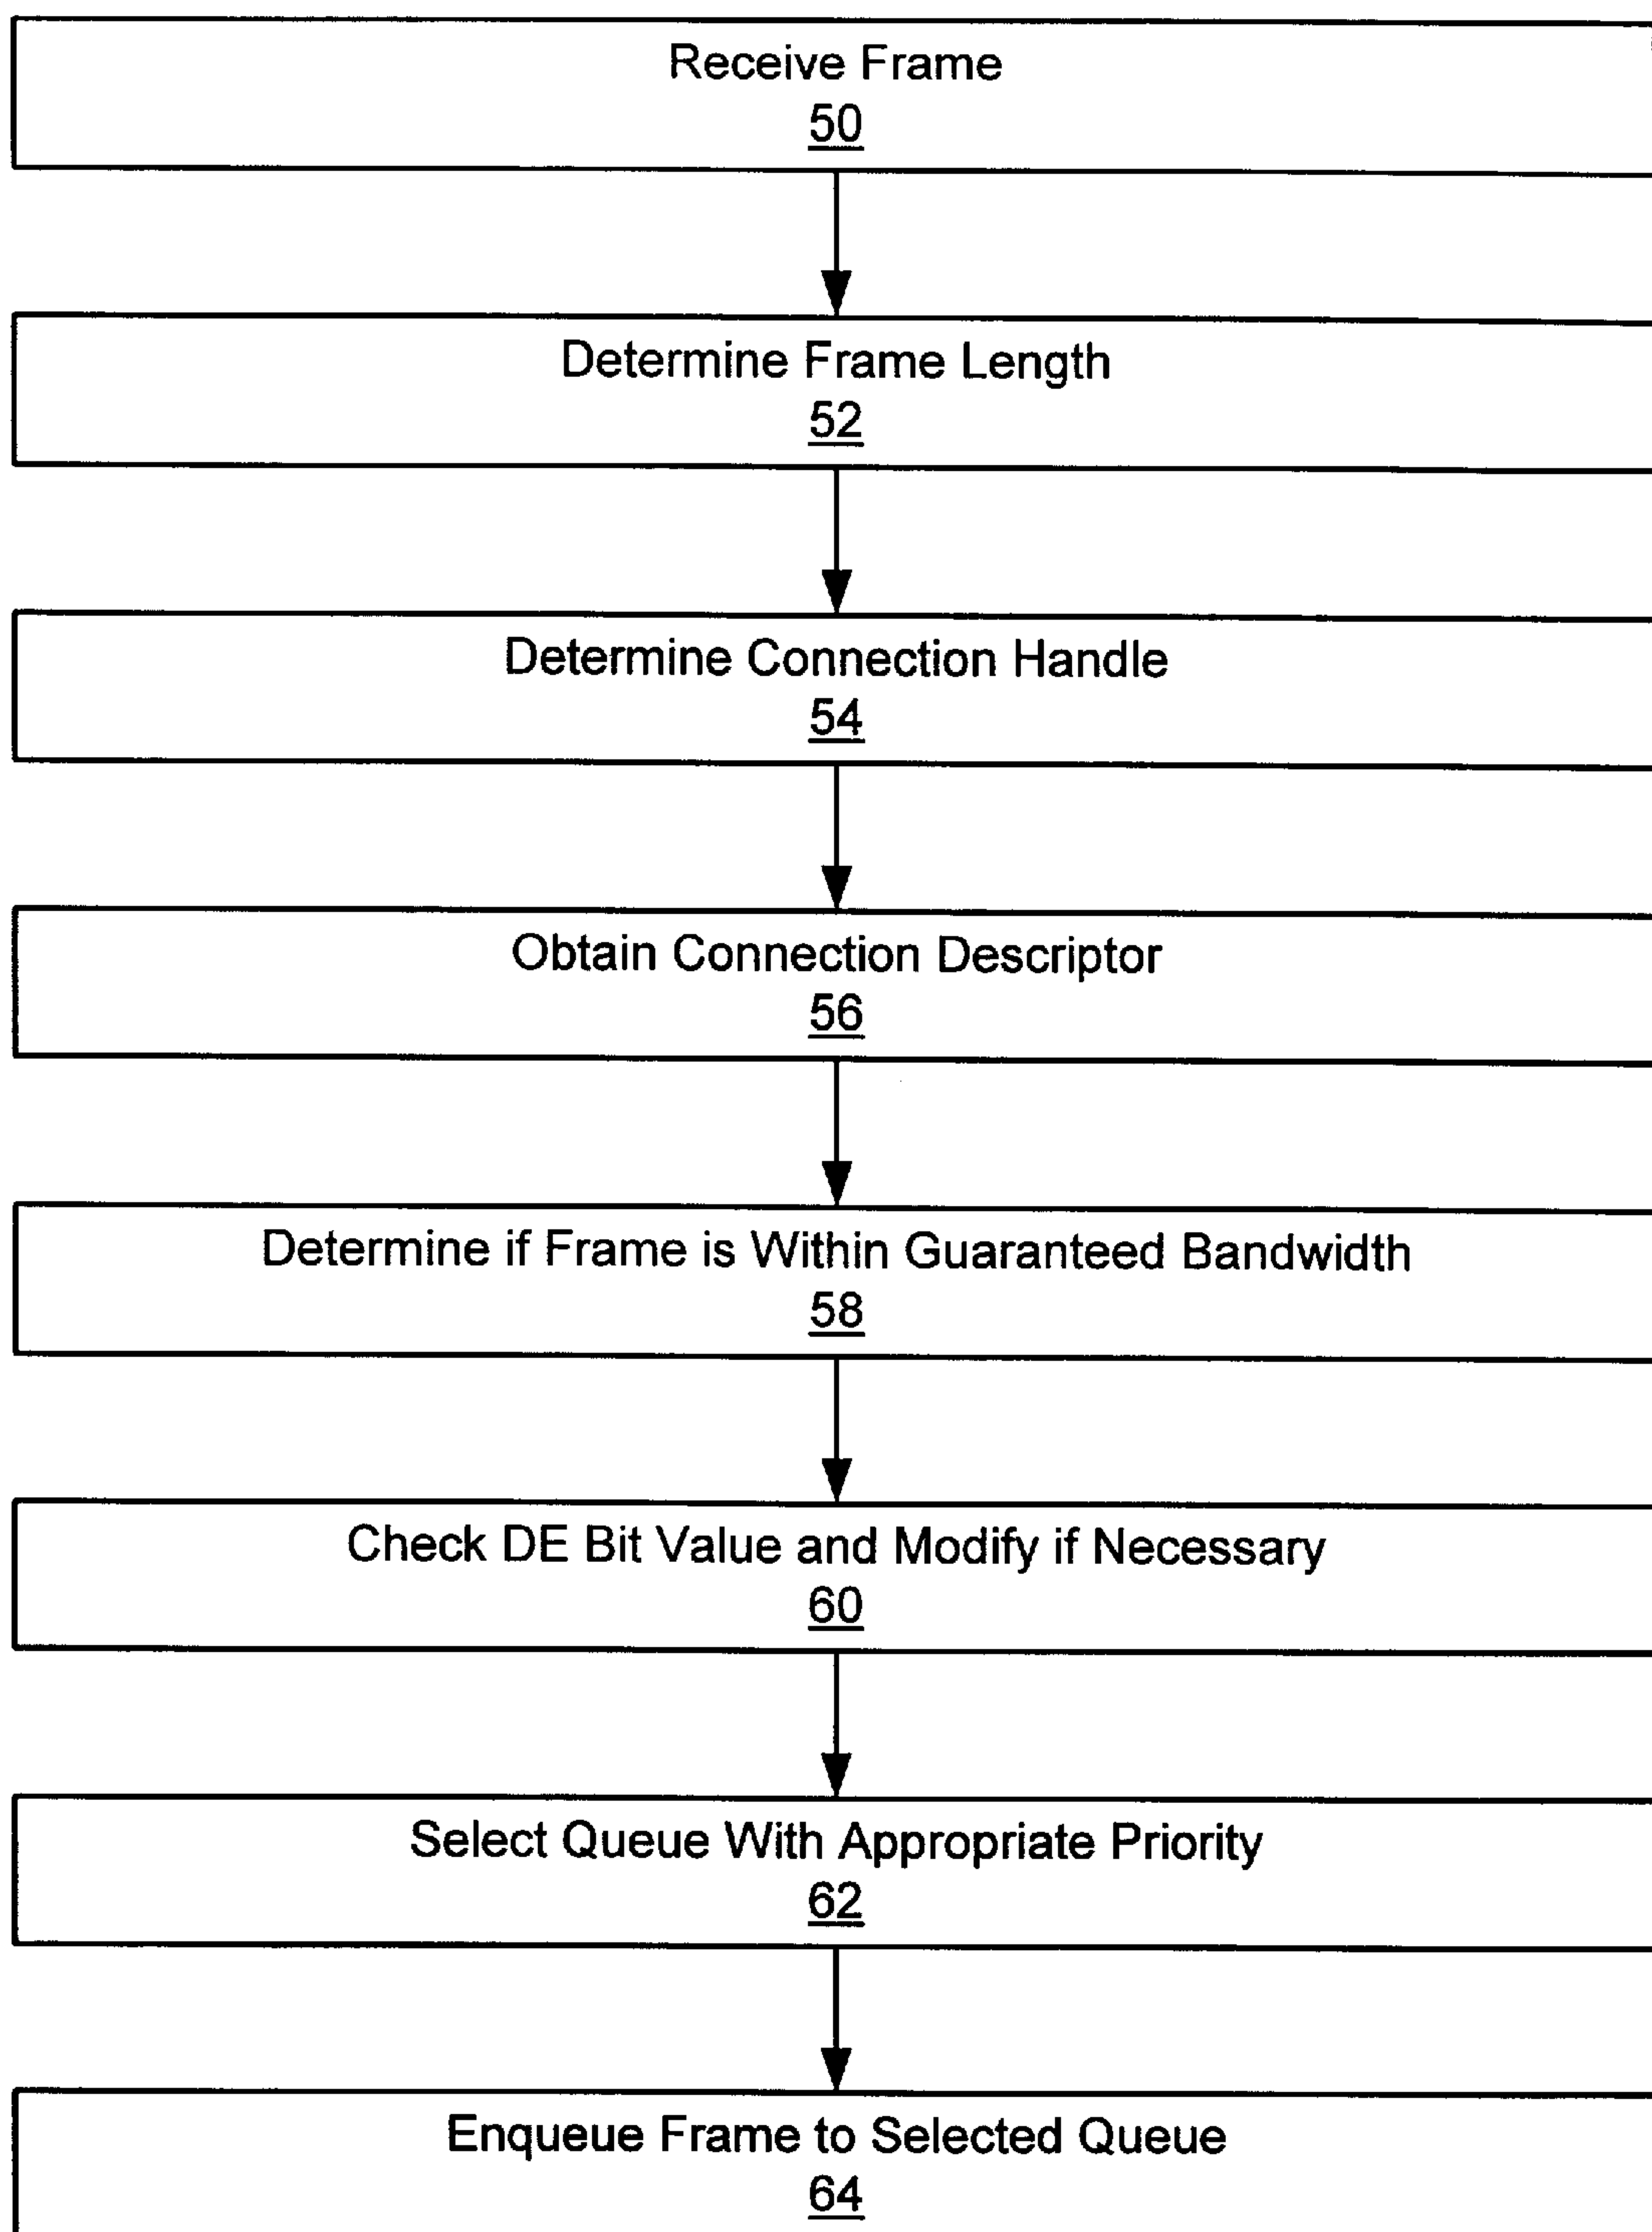 Receive Frame
50
Determine Frame Length
52
Determine Connection Handle
54
Obtain Connection Descriptor
56
Determine if Frame is Within Guaranteed Bandwidth
58
Check DE Bit Value and Modify if Necessary
60
Select Queue With Appropriate Priority
62
Enqueue Frame to Selected Queue
64